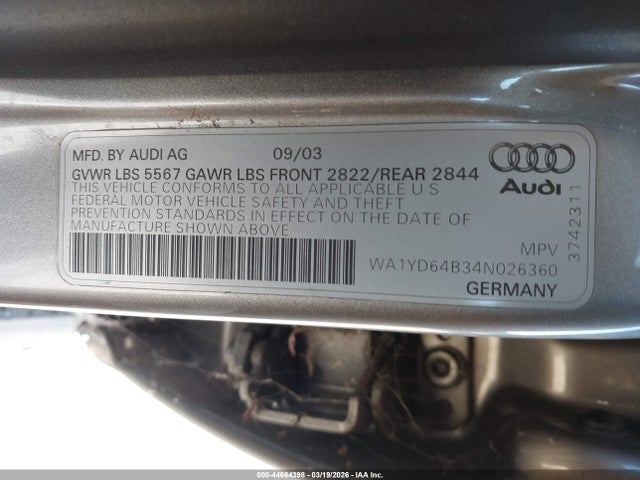 MFD. BY AUDI AG 09/03
GVWR LBS 5567 GAWR LBS FRONT 2822/REAR 2844
THIS VEHICLE CONFORMS TO ALL APPLICABLE U S
FEDERAL MOTOR VEHICLE SAFETY AND THEFT
PREVENTION STANDARDS IN EFFECT ON THE DATE OF
MANUFACTURE SHOWN ABOVE
Audi
3742311
MPV
WA1YD64B34N026360
GERMANY
000-44664398 - 03/19/2026 - IAA Inc.